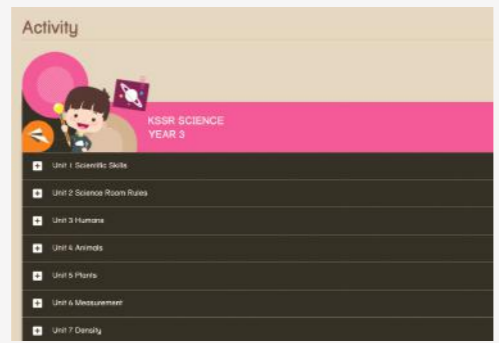 Activity
KSSR SCIENCE
YEAR 3
Unit 1 Scientific Skills
Unit 2 Science Room Rules
Unit 3 Humans
Unit 4 Animals
Unit 5 Plants
Unit 6 Measurement
Unit 7 Density